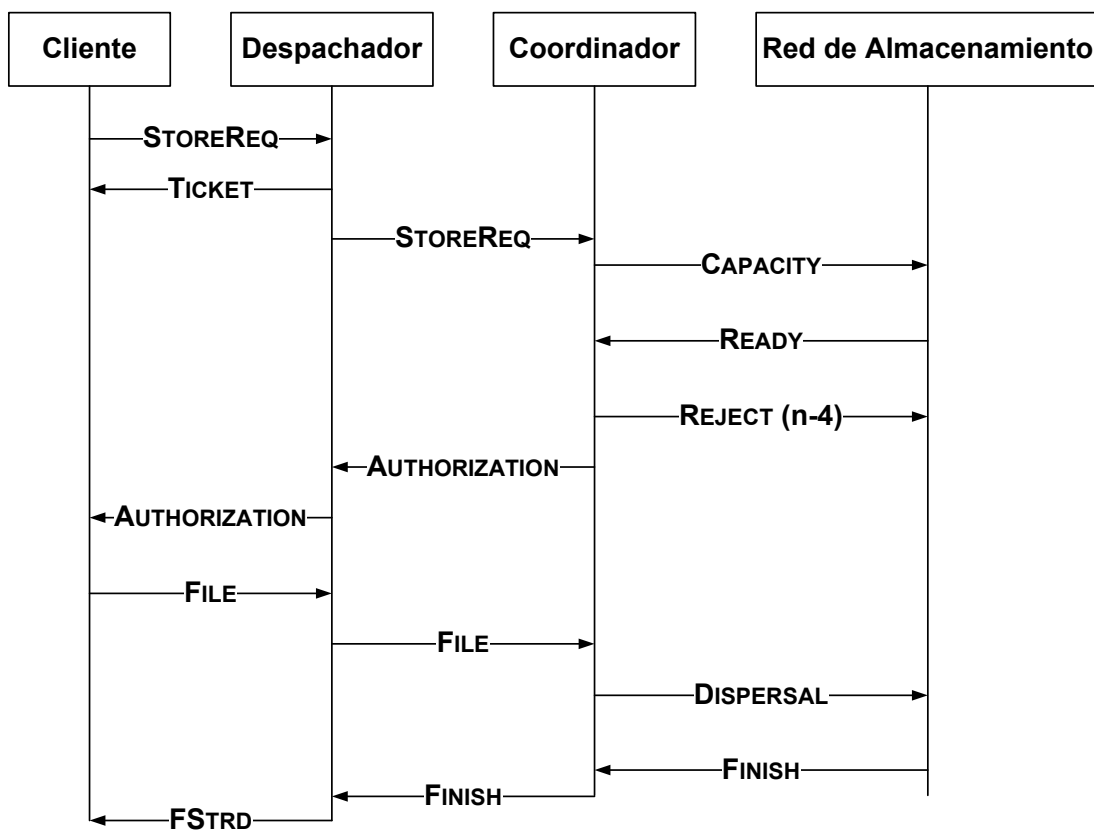 Cliente
Despachador
Coordinador
Red de Almacenamiento
STOREREQ
TICKET
STOREREQ
CAPACITY
READY
REJECT (n-4)
AUTHORIZATION
AUTHORIZATION
FILE
FILE
DISPERSAL
FINISH
FINISH
FSTRD